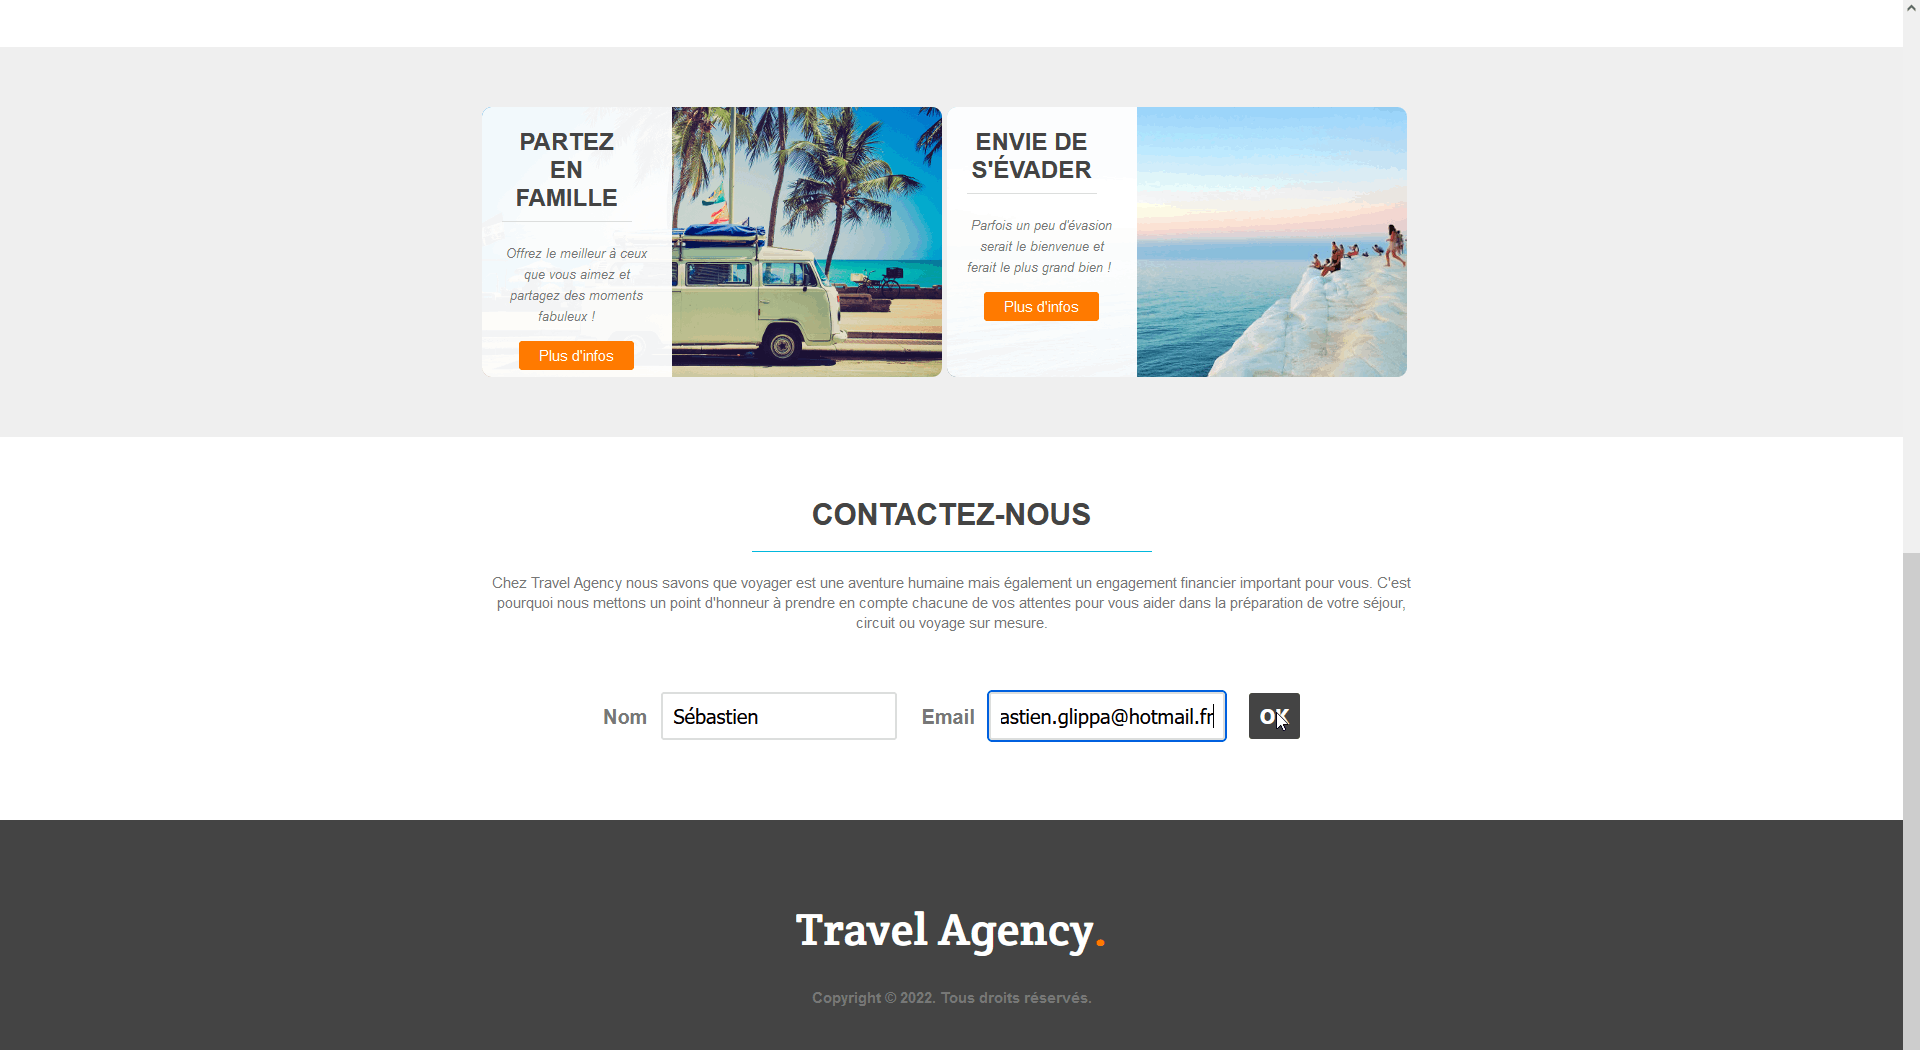 PARTEZ
EN
FAMILLE
Offrez le meilleur à ceux
que vous aimez et
partagez des moments
fabuleux !
Plus d'infos
ENVIE DE
S'ÉVADER
Parfois un peu d'évasion
serait le bienvenue et
ferait le plus grand bien !
Plus d'infos
CONTACTEZ-NOUS
Chez Travel Agency nous savons que voyager est une aventure humaine mais également un engagement financier important pour vous. C'est
pourquoi nous mettons un point d'honneur à prendre en compte chacune de vos attentes pour vous aider dans la préparation de votre séjour,
circuit ou voyage sur mesure.
Nom Sébastien Email astien.glippa@hotmail.fr OK
Travel Agency.
Copyright © 2022. Tous droits réservés.